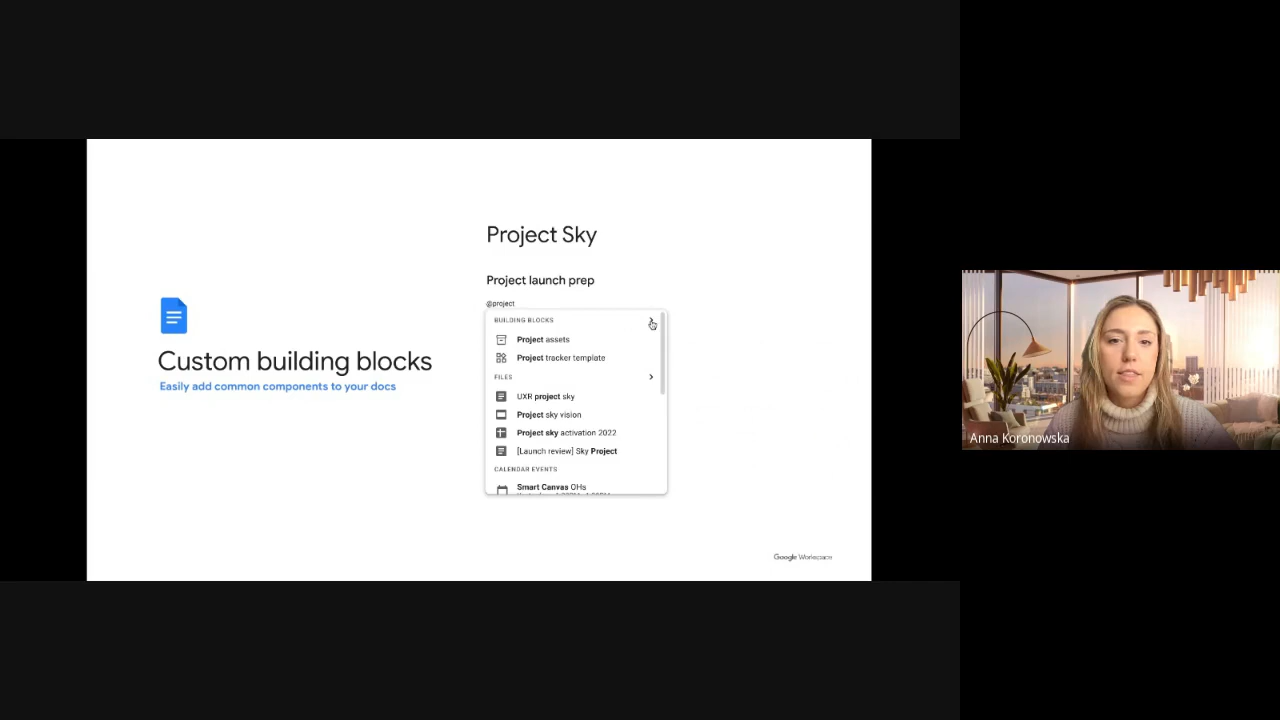 Project Sky
Project launch prep
@project
BUILDING BLOCKS
Project assets
Project tracker template
FILES
UXR project sky
Project sky vision
Project sky activation 2022
[Launch review] Sky Project
CALENDAR EVENTS
Smart Canvas OHs
Custom building blocks
Easily add common components to your docs
Google Workspace
Anna Koronowska